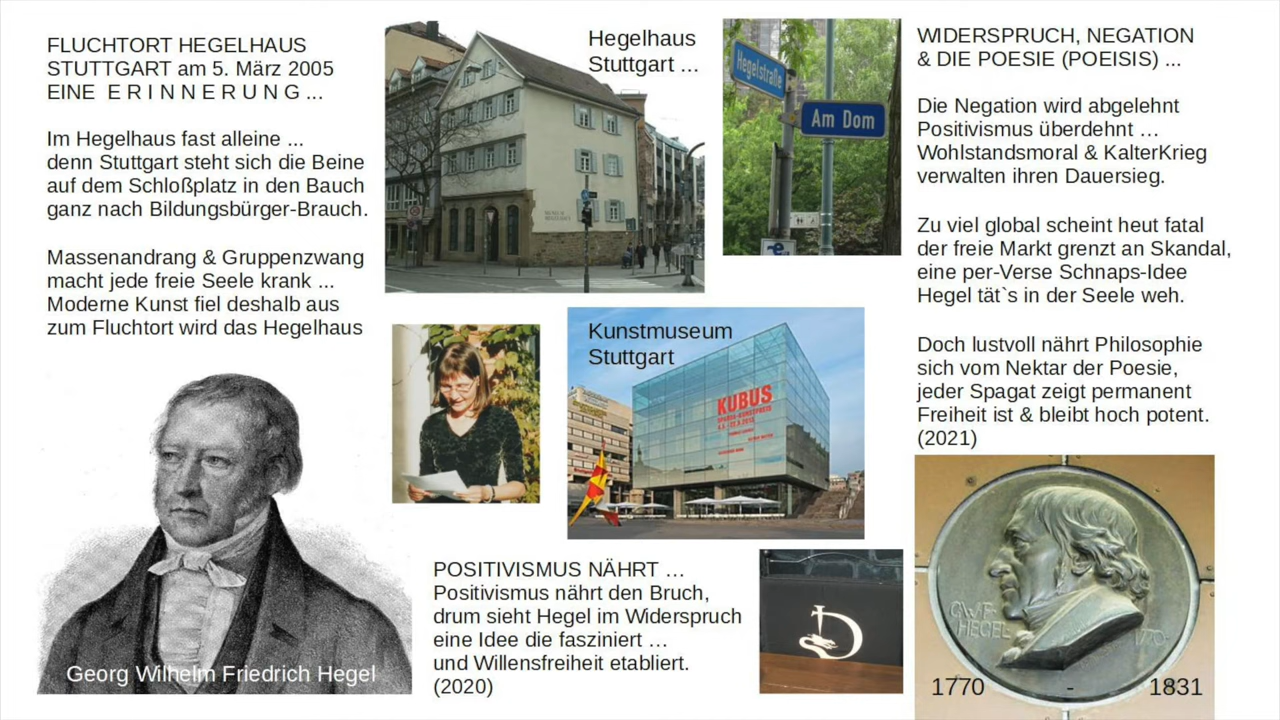 FLUCHTORT HEGELHAUS
STUTTGART am 5. März 2005
EINE E R I N N E R U N G ...
Im Hegelhaus fast alleine ...
denn Stuttgart steht sich die Beine
auf dem Schloßplatz in den Bauch
ganz nach Bildungsbürger-Brauch.
Massenandrang & Gruppenzwang
macht jede freie Seele krank ...
Moderne Kunst fiel deshalb aus
zum Fluchtort wird das Hegelhaus
Georg Wilhelm Friedrich Hegel
Hegelhaus
Stuttgart ...
Hegelstraße
Am Dom
Kunstmuseum
Stuttgart
KUBUS
POSITIVISMUS NÄHRT …
Positivismus nährt den Bruch,
drum sieht Hegel im Widerspruch
eine Idee die fasziniert …
und Willensfreiheit etabliert.
(2020)
D
WIDERSPRUCH, NEGATION
& DIE POESIE (POEISIS) ...
Die Negation wird abgelehnt
Positivismus überdehnt …
Wohlstandsmoral & KalterKrieg
verwalten ihren Dauersieg.
Zu viel global scheint heut fatal
der freie Markt grenzt an Skandal,
eine per-Verse Schnaps-Idee
Hegel tät`s in der Seele weh.
Doch lustvoll nährt Philosophie
sich vom Nektar der Poesie,
jeder Spagat zeigt permanent
Freiheit ist & bleibt hoch potent.
(2021)
G.W.F.
HEGEL
1770
1770 - 1831